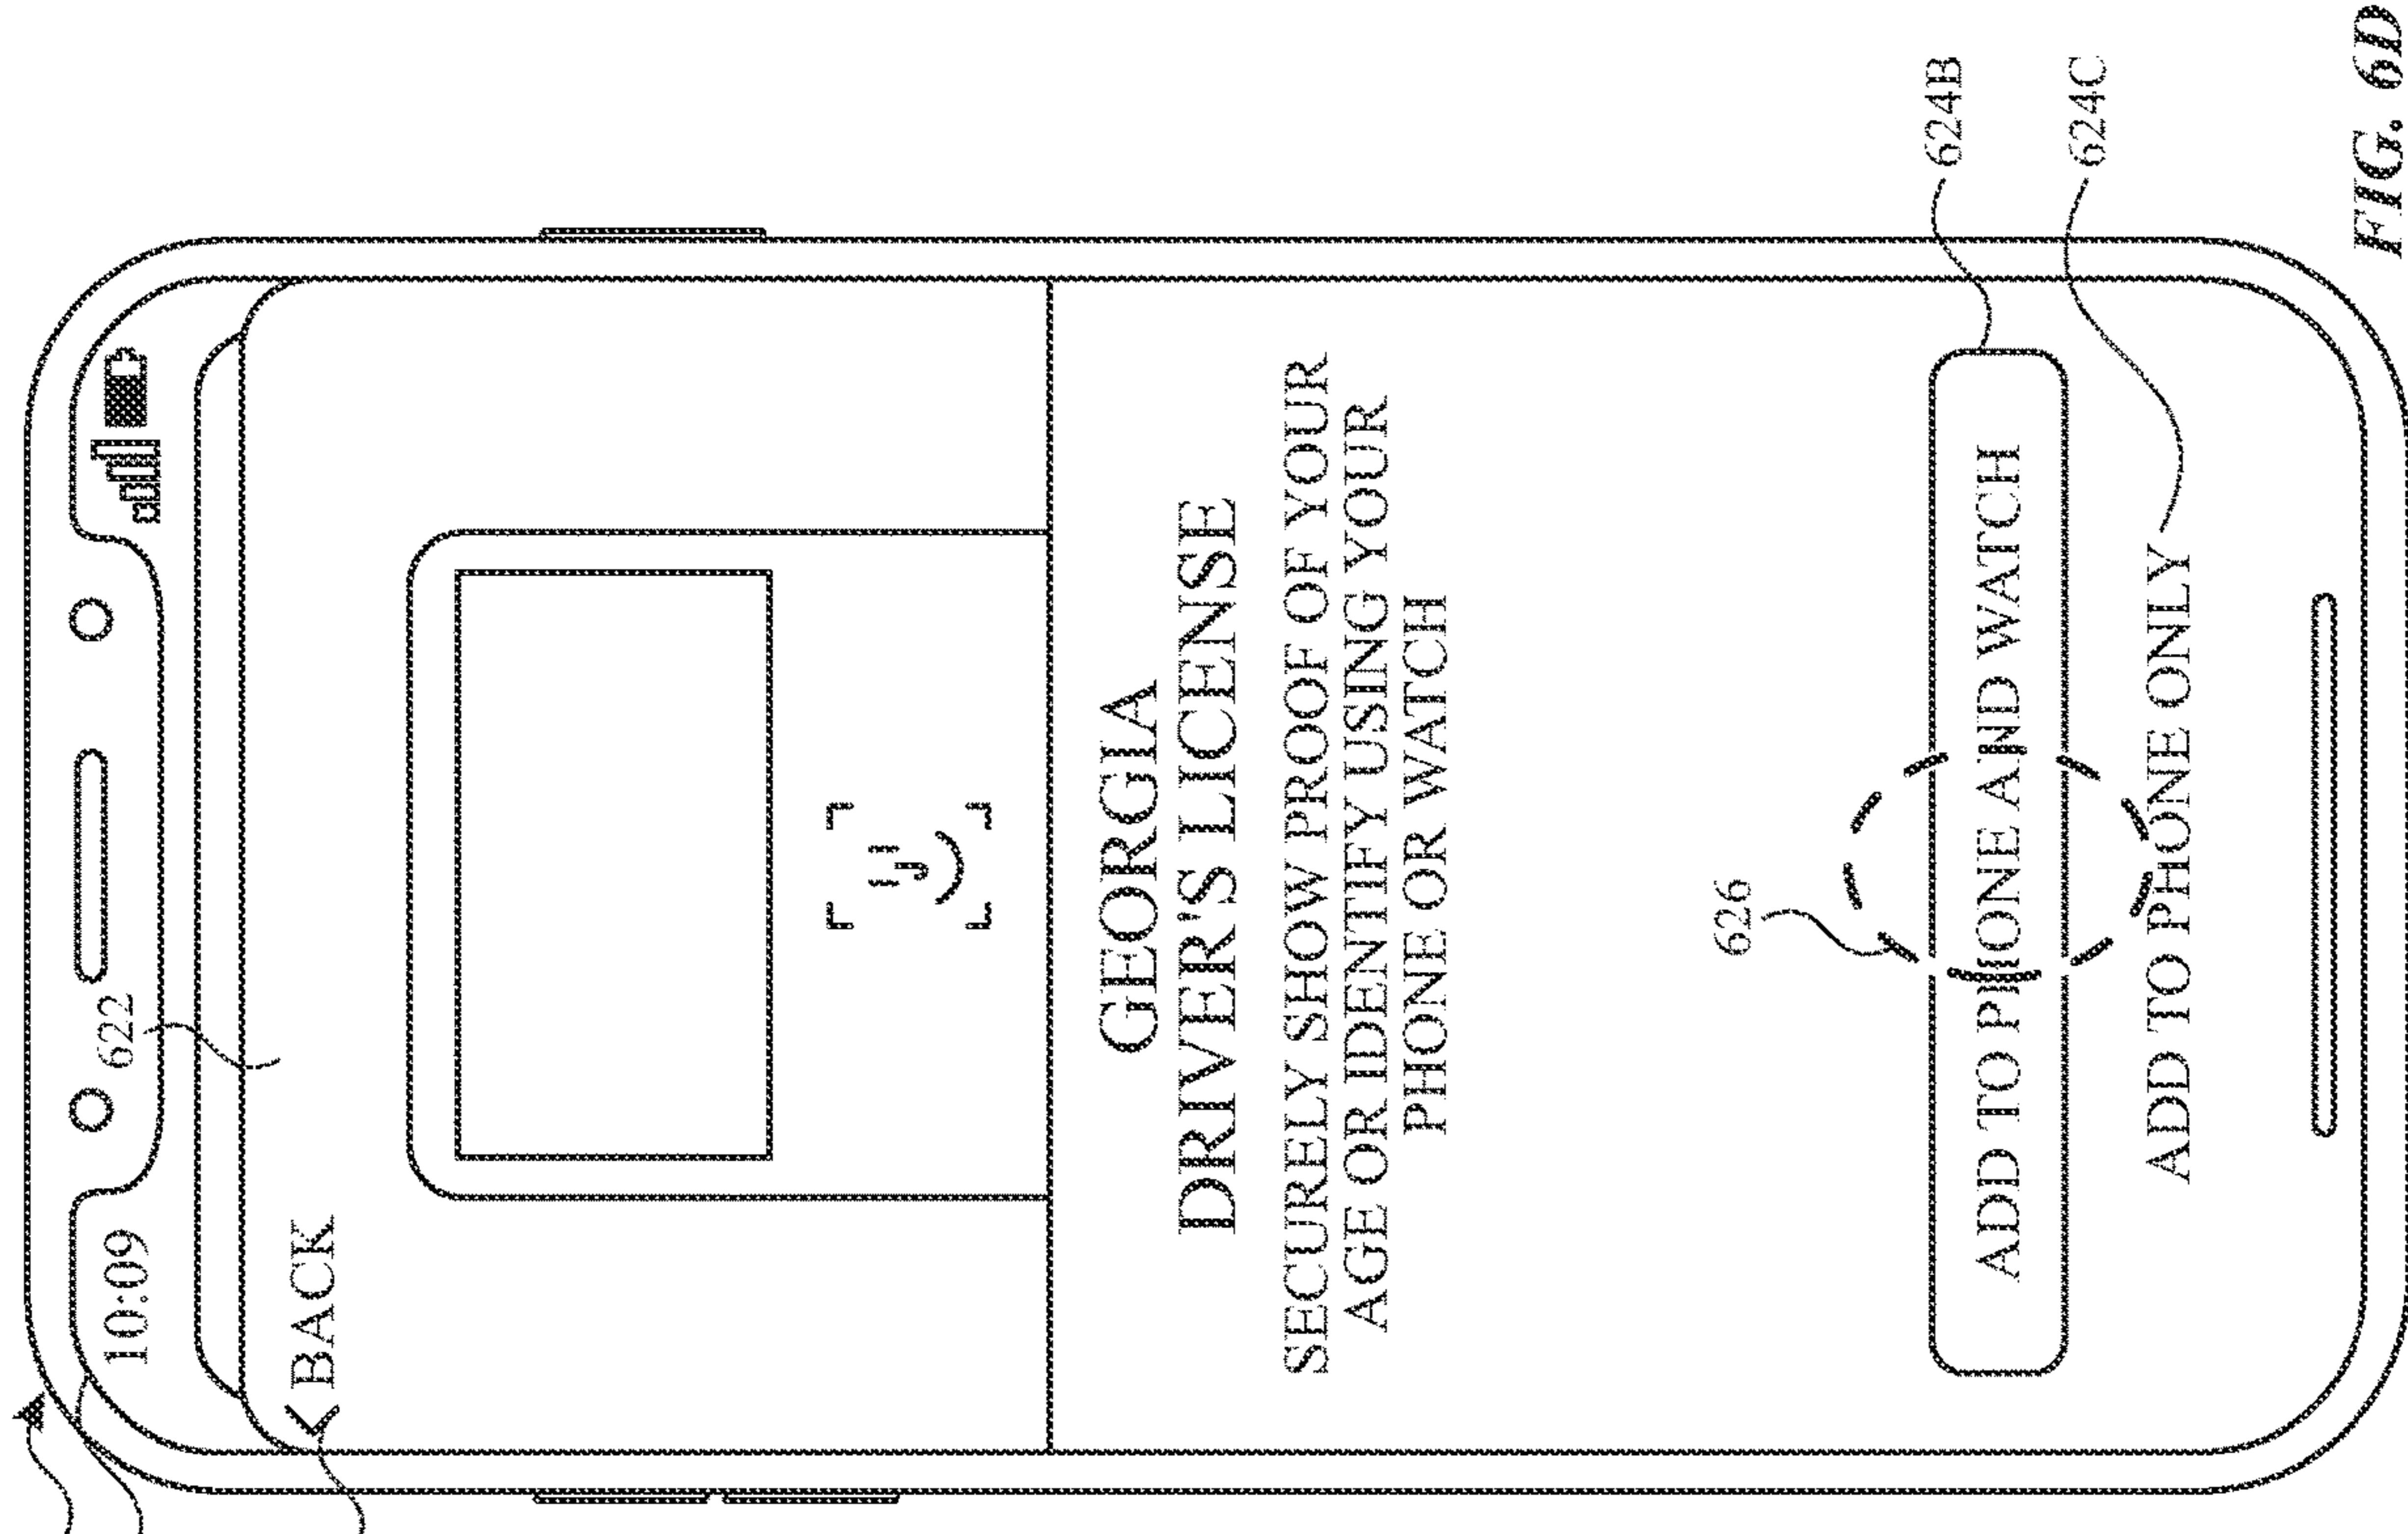 10:09
622
BACK
GEORGIA
DRIVER'S LICENSE
SECURELY SHOW PROOF OF YOUR
AGE OR IDENTIFY USING YOUR
PHONE OR WATCH
626
ADD TO PHONE AND WATCH
624B
ADD TO PHONE ONLY
624C
FIG. 6D